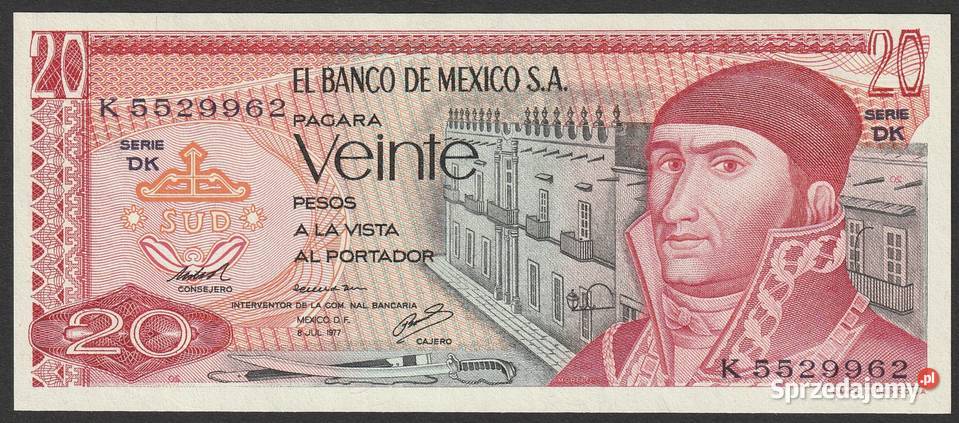 20
20
EL BANCO DE MEXICO S.A.
K 5529962
PAGARA
SERIE
DK
SERIE
DK
Veinte
SUD
PESOS
A LA VISTA
AL PORTADOR
CONSEJERO
INTERVENTOR DE LA COM. NAL. BANCARIA
MEXICO D. F.
8 JUL 1977
CAJERO
20
MORELOS
K 5529962
Sprzedajemy.pl